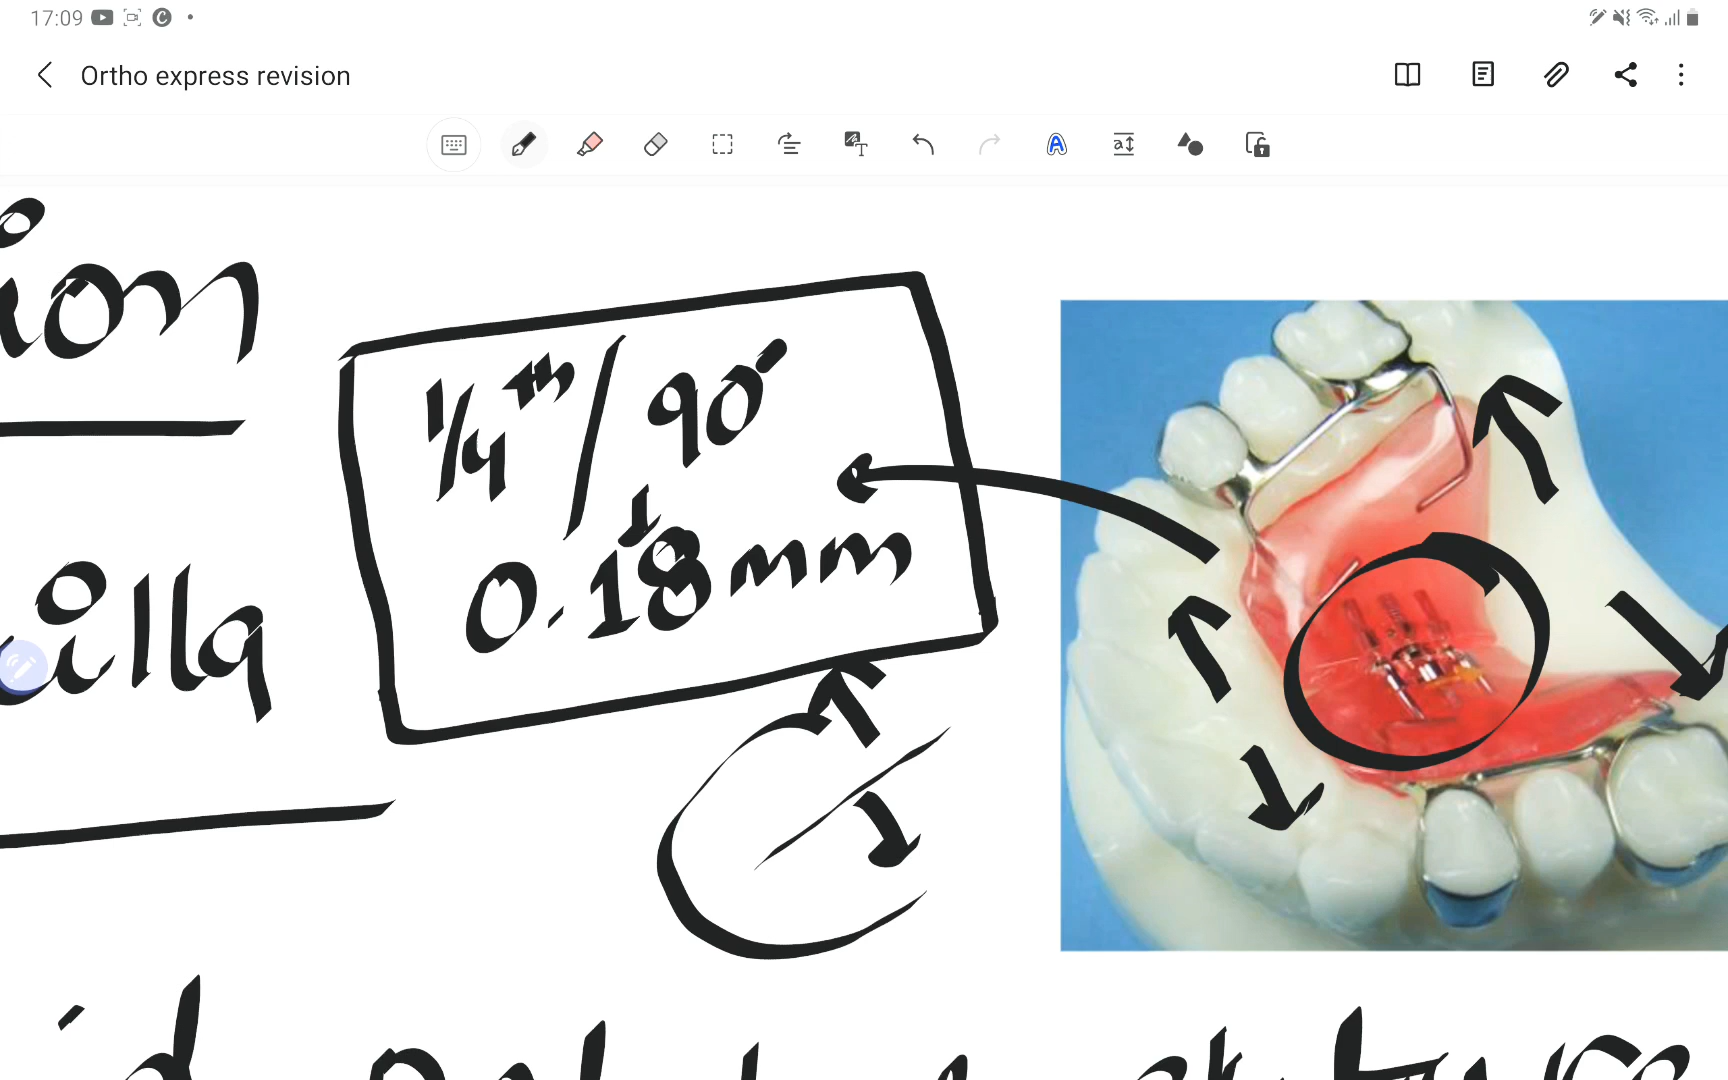 17:09
Ortho express revision
ion
1/4th / 90°
0.18mm
illa